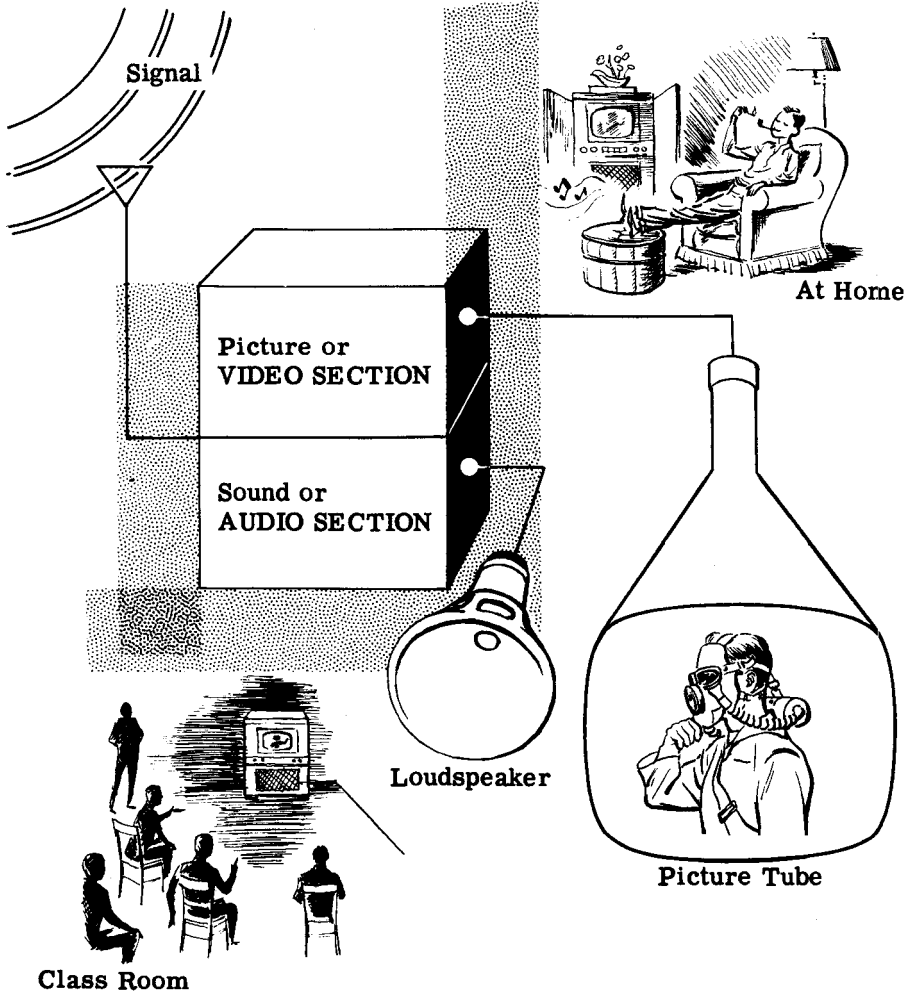 Signal
At Home
Picture or
VIDEO SECTION
Sound or
AUDIO SECTION
Loudspeaker
Picture Tube
Class Room